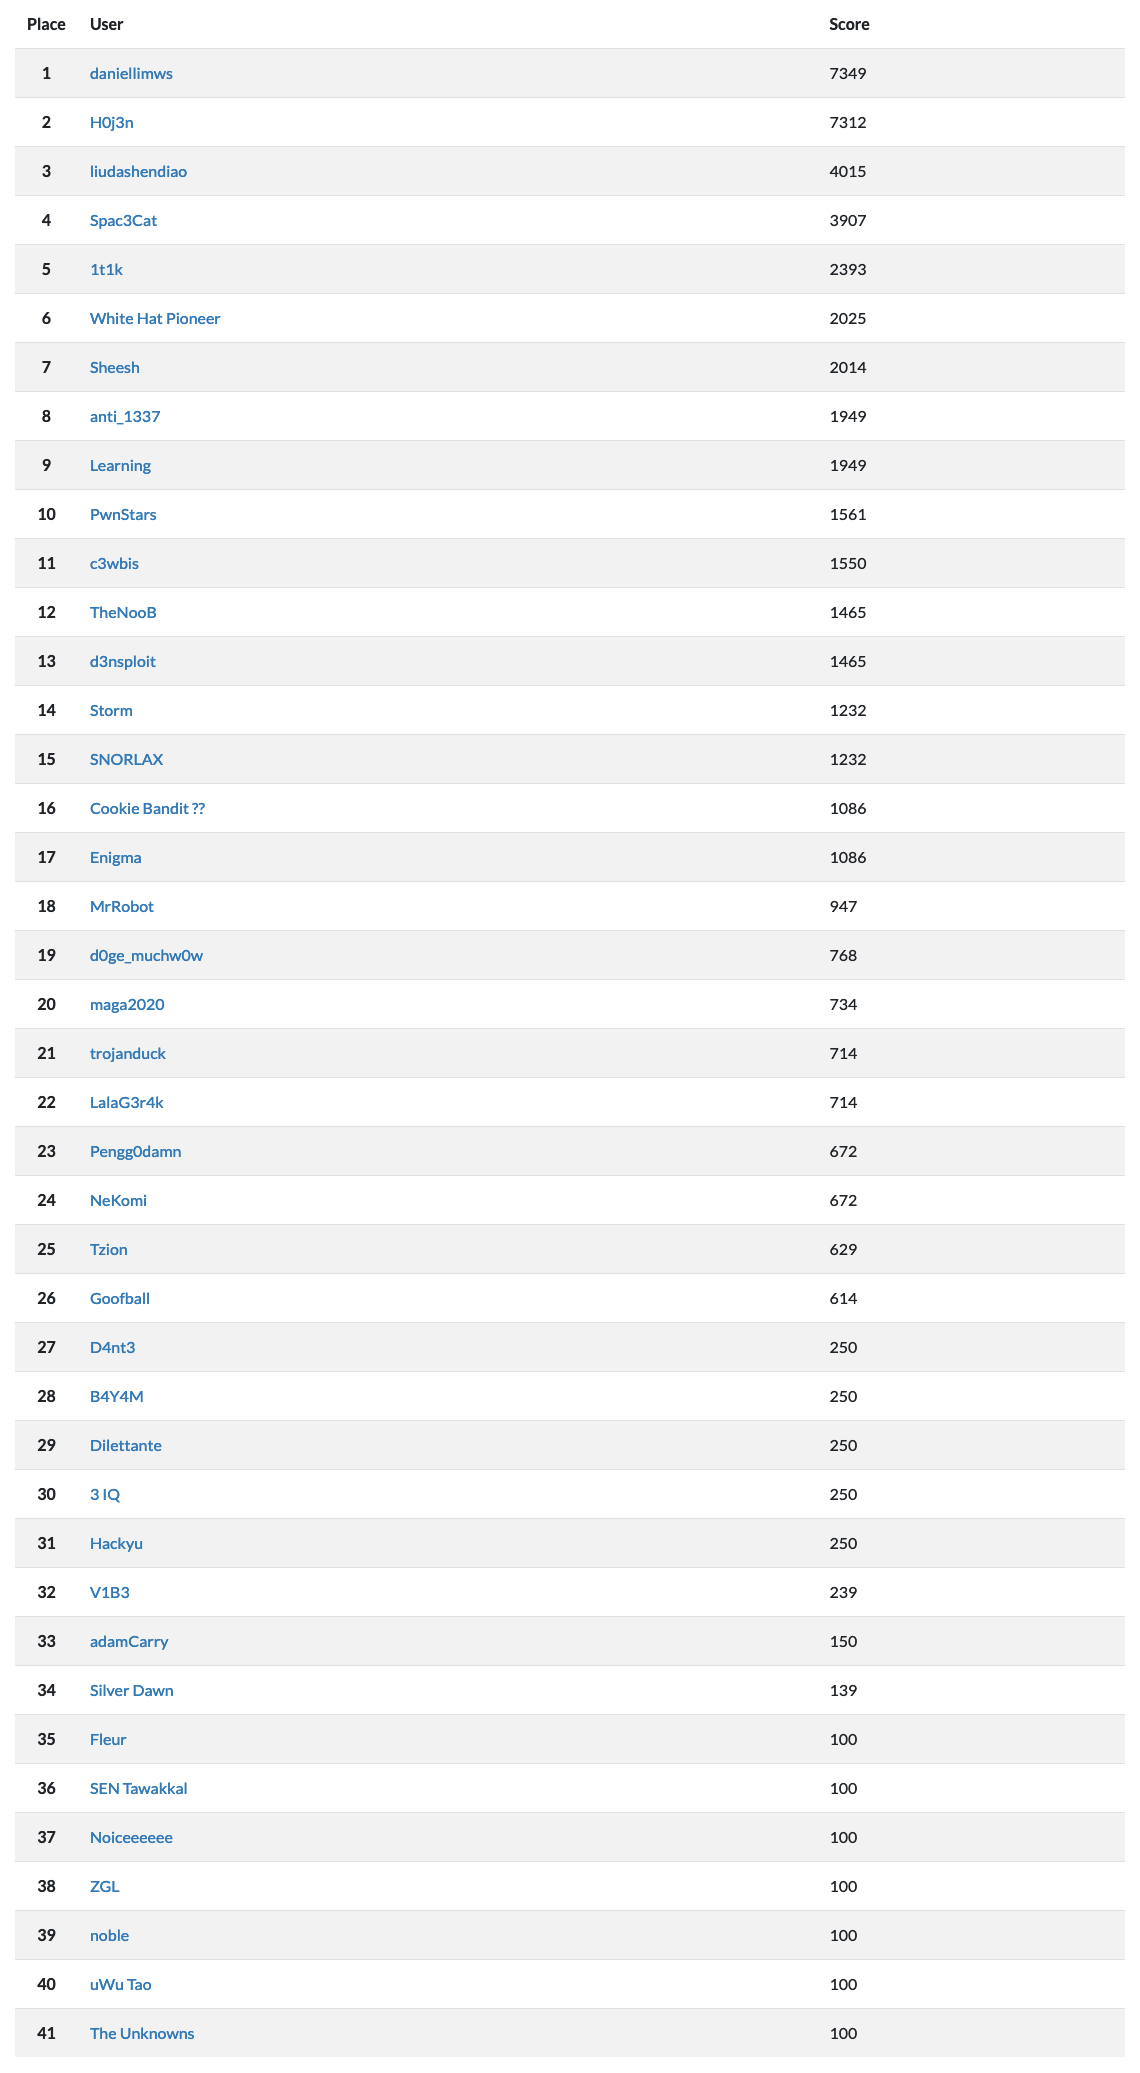 Place User Score
1 daniellimws 7349
2 H0j3n 7312
3 liudashendiao 4015
4 Spac3Cat 3907
5 1t1k 2393
6 White Hat Pioneer 2025
7 Sheesh 2014
8 anti_1337 1949
9 Learning 1949
10 PwnStars 1561
11 c3wbis 1550
12 TheNooB 1465
13 d3nsploit 1465
14 Storm 1232
15 SNORLAX 1232
16 Cookie Bandit ?? 1086
17 Enigma 1086
18 MrRobot 947
19 d0ge_muchw0w 768
20 maga2020 734
21 trojanduck 714
22 LalaG3r4k 714
23 Pengg0damn 672
24 NeKomi 672
25 Tzion 629
26 Goofball 614
27 D4nt3 250
28 B4Y4M 250
29 Dilettante 250
30 3 IQ 250
31 Hackyu 250
32 V1B3 239
33 adamCarry 150
34 Silver Dawn 139
35 Fleur 100
36 SEN Tawakkal 100
37 Noiceeeeee 100
38 ZGL 100
39 noble 100
40 uWu Tao 100
41 The Unknowns 100